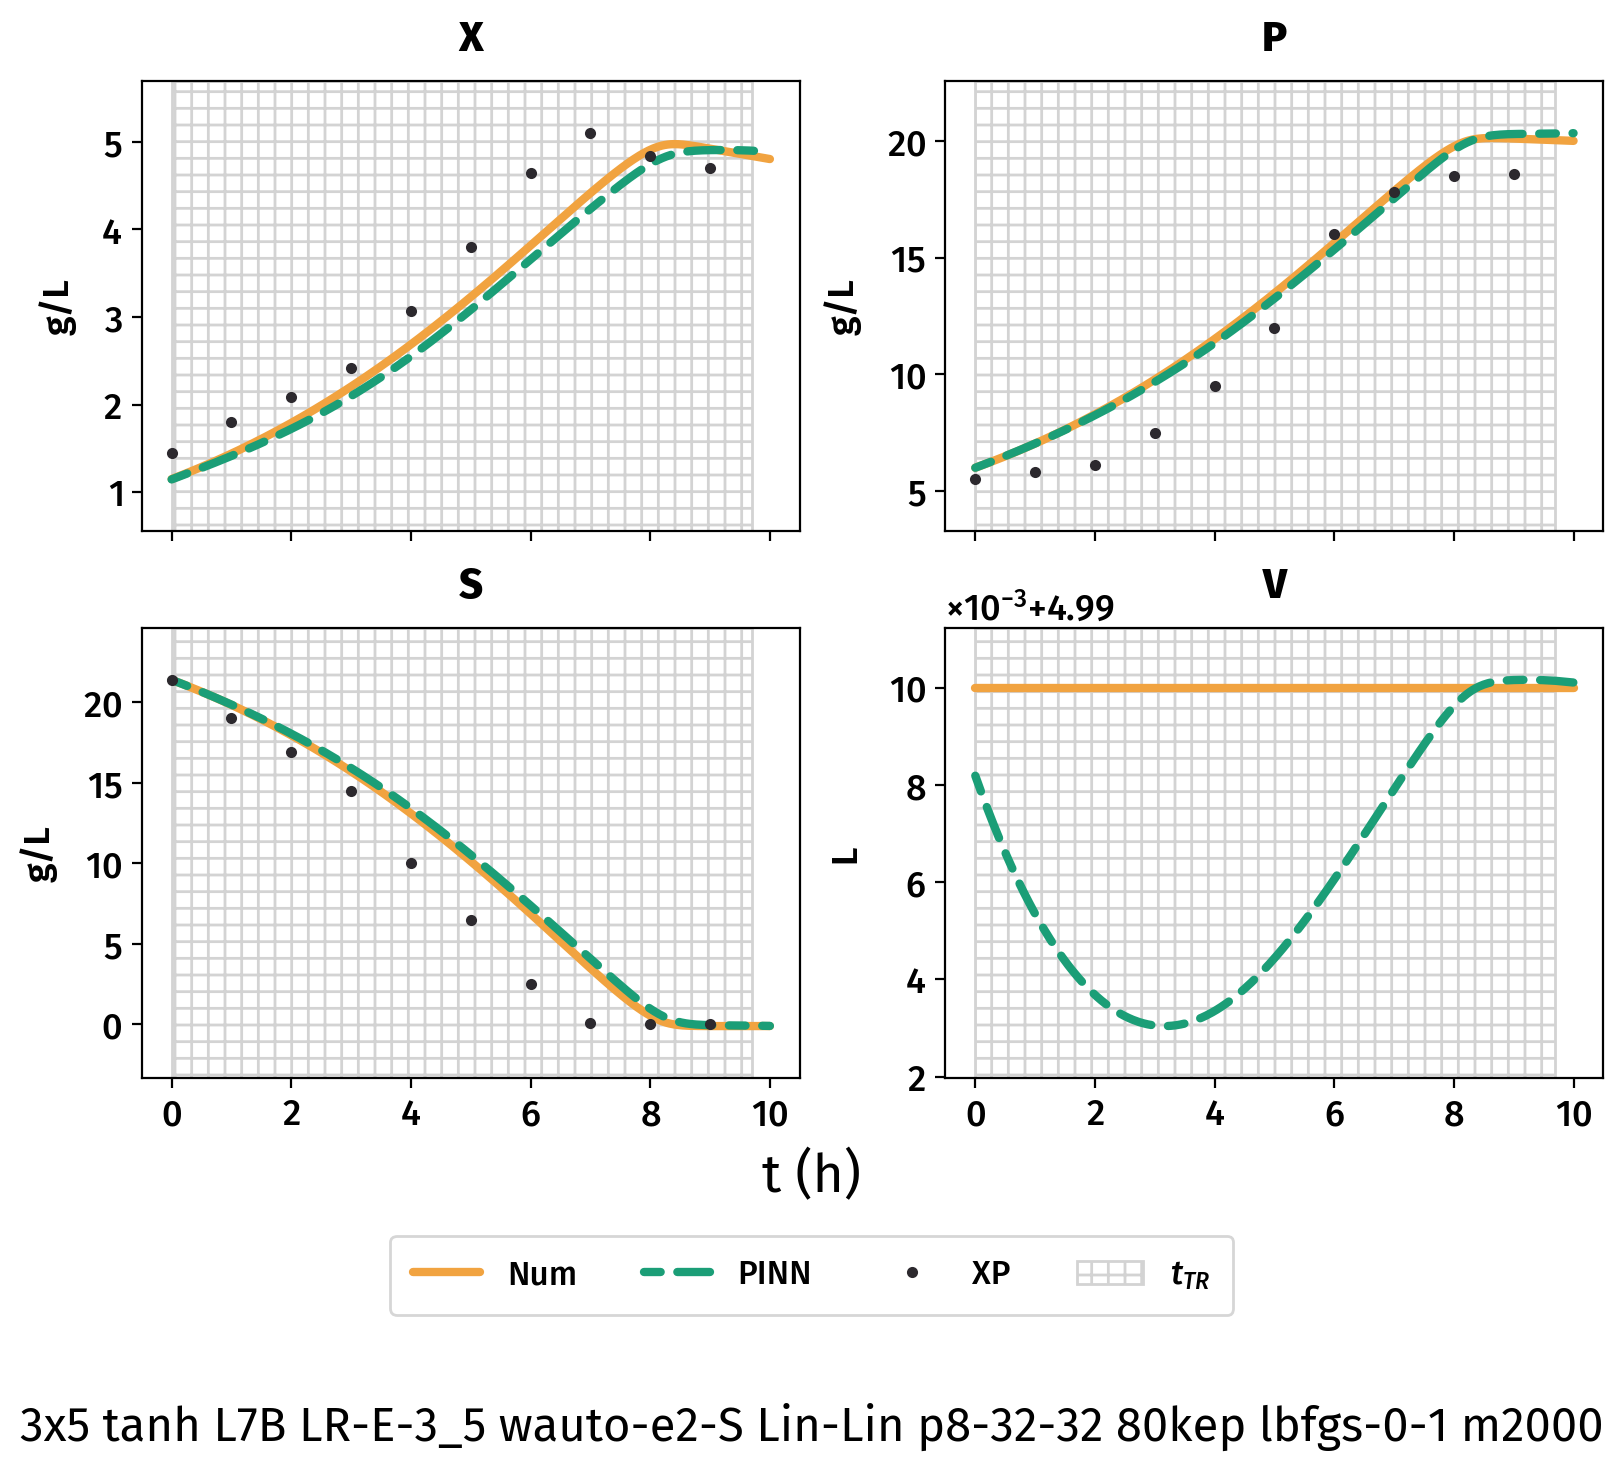 X
P
g/L
5
4
3
2
1
g/L
20
15
10
5
S
V
×10⁻³+4.99
g/L
20
15
10
5
0
0 2 4 6 8 10
L
10
8
6
4
2
0 2 4 6 8 10
t (h)
Num PINN XP t_TR
3x5 tanh L7B LR-E-3_5 wauto-e2-S Lin-Lin p8-32-32 80kep lbfgs-0-1 m2000